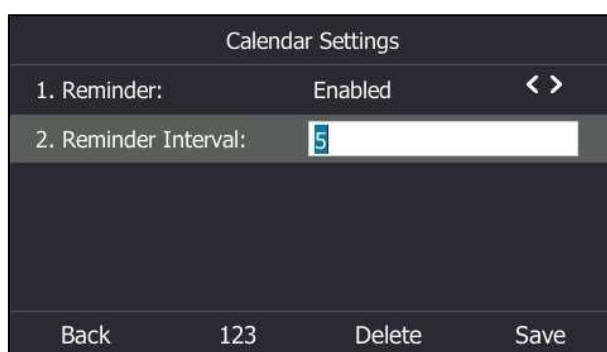 Calendar Settings
1. Reminder: Enabled < >
2. Reminder Interval: 5
Back 123 Delete Save